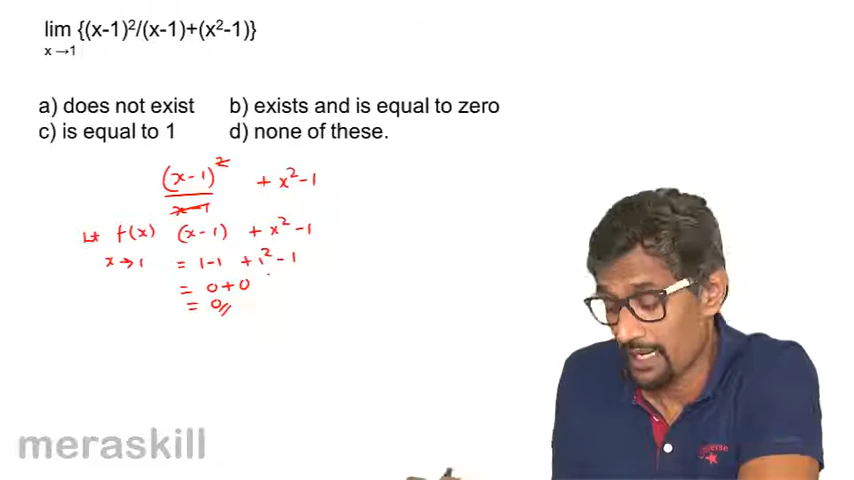 lim {(x-1)²/(x-1)+(x²-1)}
x →1
a) does not exist b) exists and is equal to zero
c) is equal to 1 d) none of these.
(x-1)² + x²-1
x-1
Lt f(x) (x-1) + x²-1
x→1 = 1-1 + 1²-1
= 0+0
= 0//
meraskill